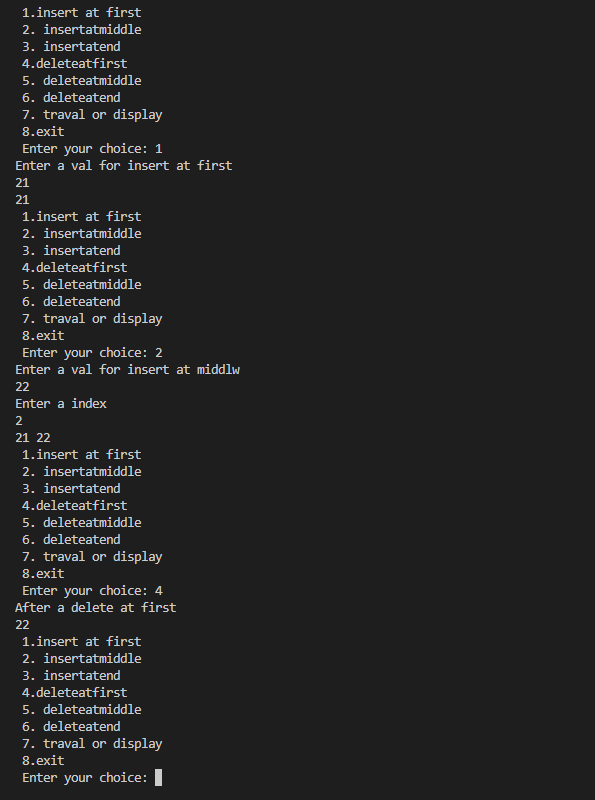 1.insert at first
2. insertatmiddle
3. insertatend
4.deleteatfirst
5. deleteatmiddle
6. deleteatend
7. traval or display
8.exit
Enter your choice: 1
Enter a val for insert at first
21
21
1.insert at first
2. insertatmiddle
3. insertatend
4.deleteatfirst
5. deleteatmiddle
6. deleteatend
7. traval or display
8.exit
Enter your choice: 2
Enter a val for insert at middlw
22
Enter a index
2
21 22
1.insert at first
2. insertatmiddle
3. insertatend
4.deleteatfirst
5. deleteatmiddle
6. deleteatend
7. traval or display
8.exit
Enter your choice: 4
After a delete at first
22
1.insert at first
2. insertatmiddle
3. insertatend
4.deleteatfirst
5. deleteatmiddle
6. deleteatend
7. traval or display
8.exit
Enter your choice: